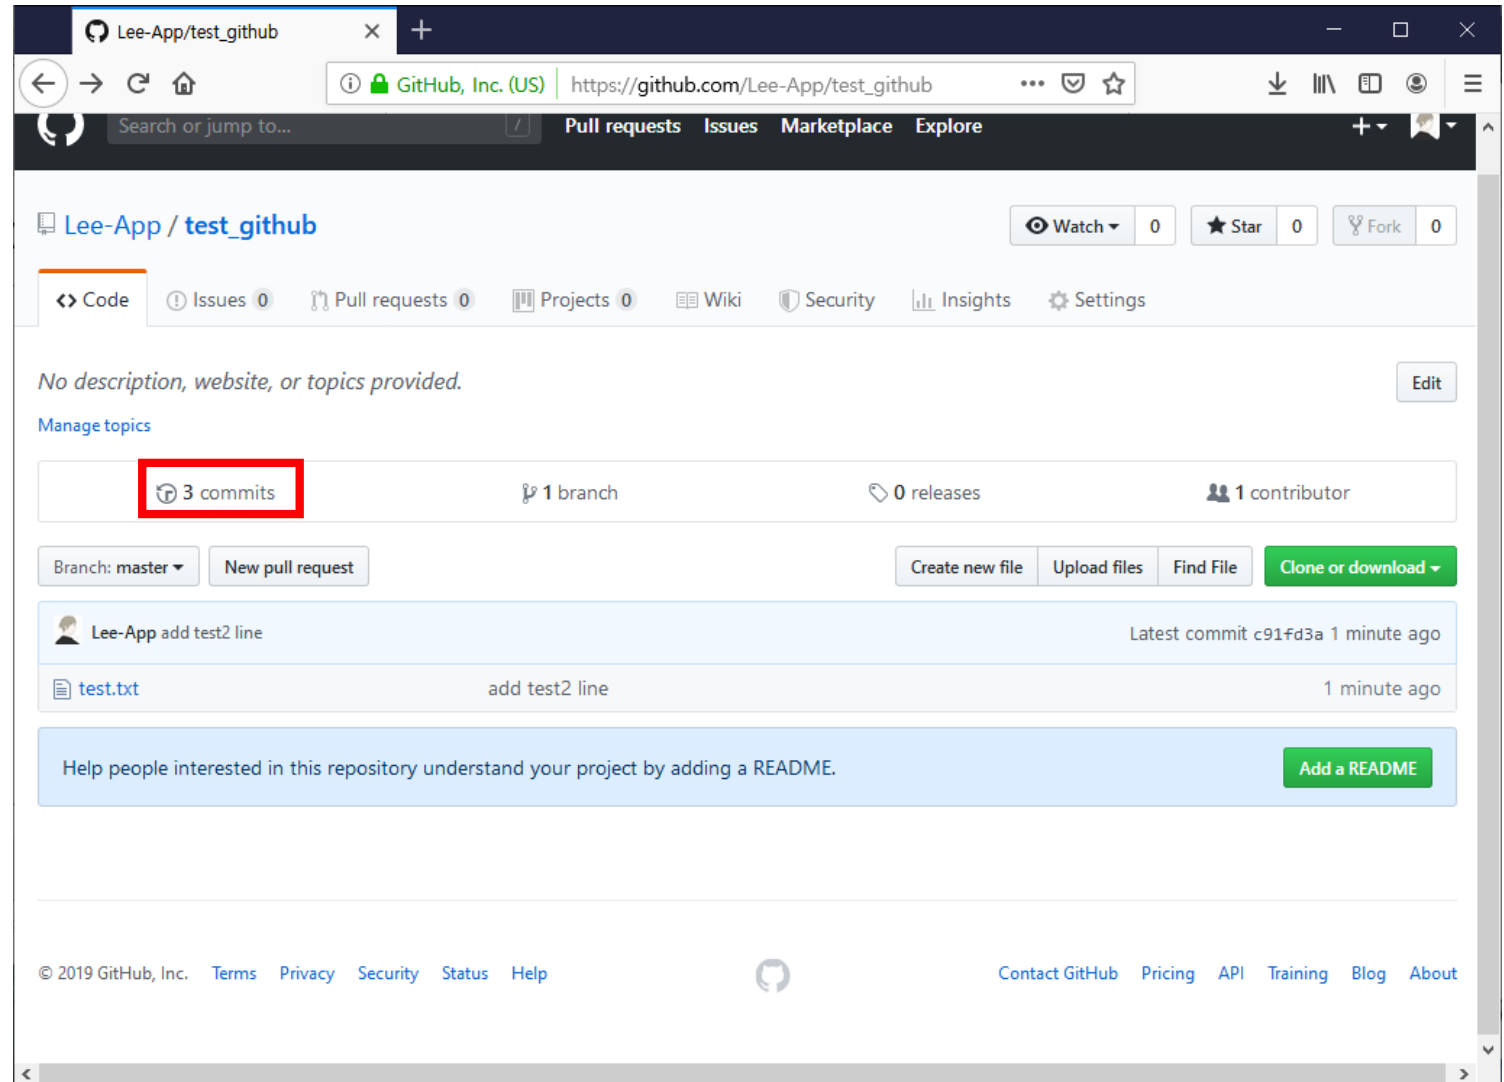 Lee-App/test_github
GitHub, Inc. (US) https://github.com/Lee-App/test_github
Search or jump to... / Pull requests Issues Marketplace Explore
Lee-App / test_github Watch 0 Star 0 Fork 0
Code Issues 0 Pull requests 0 Projects 0 Wiki Security Insights Settings
No description, website, or topics provided. Edit
Manage topics
3 commits 1 branch 0 releases 1 contributor
Branch: master New pull request Create new file Upload files Find File Clone or download
Lee-App add test2 line Latest commit c91fd3a 1 minute ago
test.txt add test2 line 1 minute ago
Help people interested in this repository understand your project by adding a README. Add a README
© 2019 GitHub, Inc. Terms Privacy Security Status Help Contact GitHub Pricing API Training Blog About